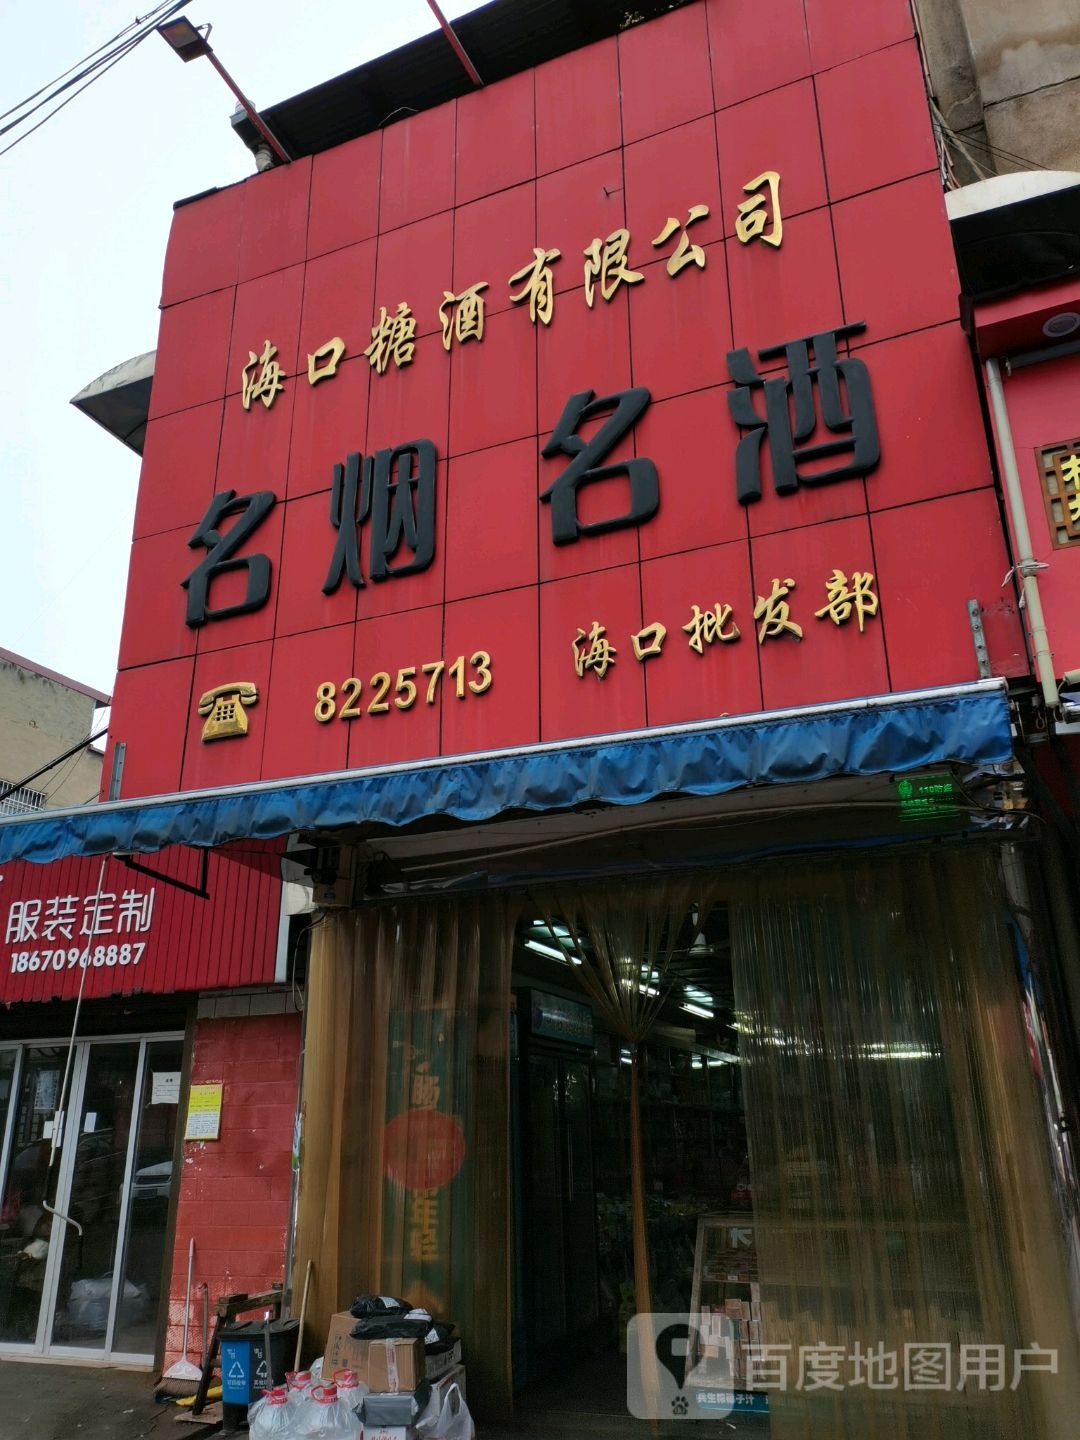 海口糖酒有限公司
名烟名酒
8225713
海口批发部
服装定制
18670968887
百度地图用户